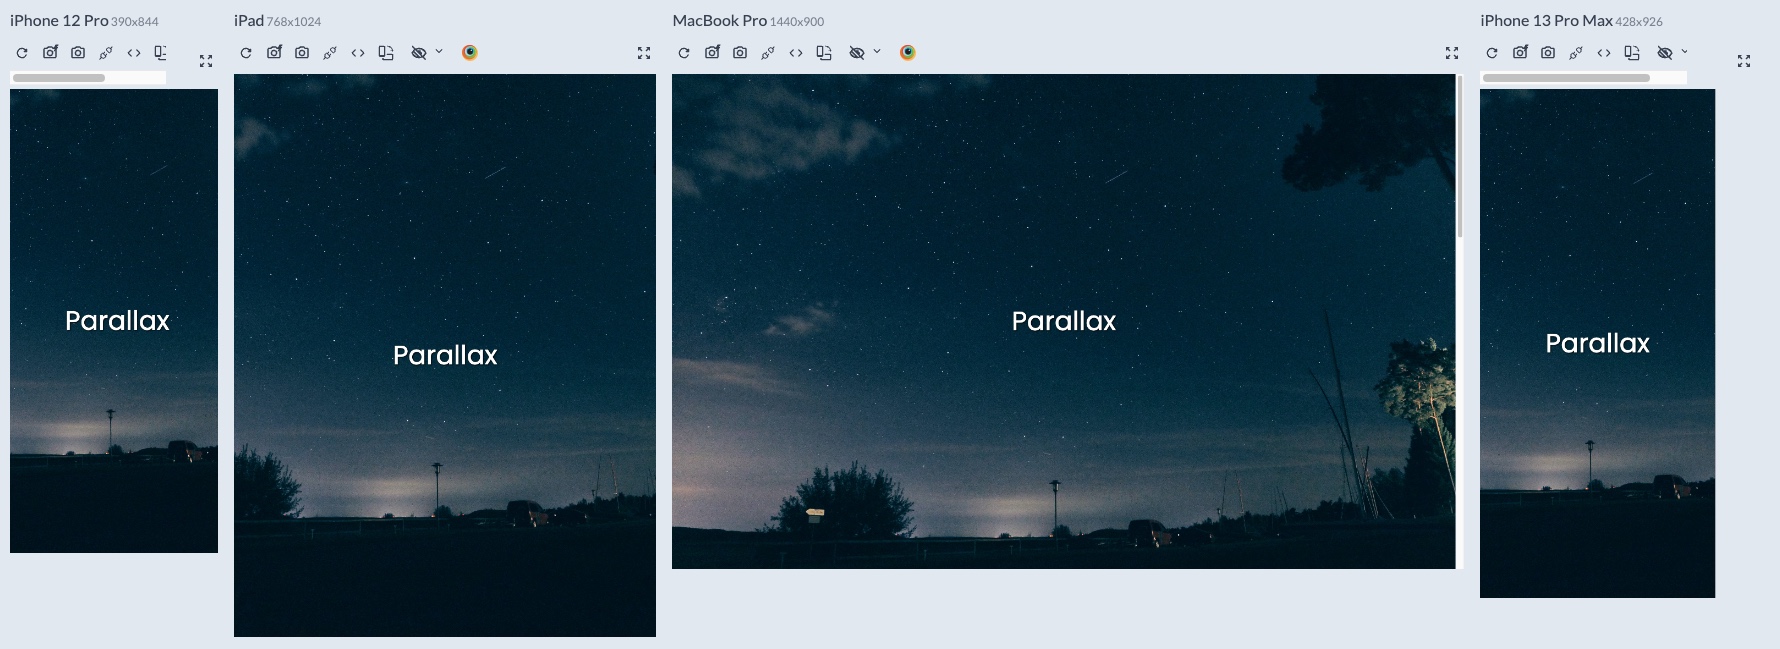 iPhone 12 Pro 390x844
iPad 768x1024
MacBook Pro 1440x900
iPhone 13 Pro Max 428x926
Parallax
Parallax
Parallax
Parallax